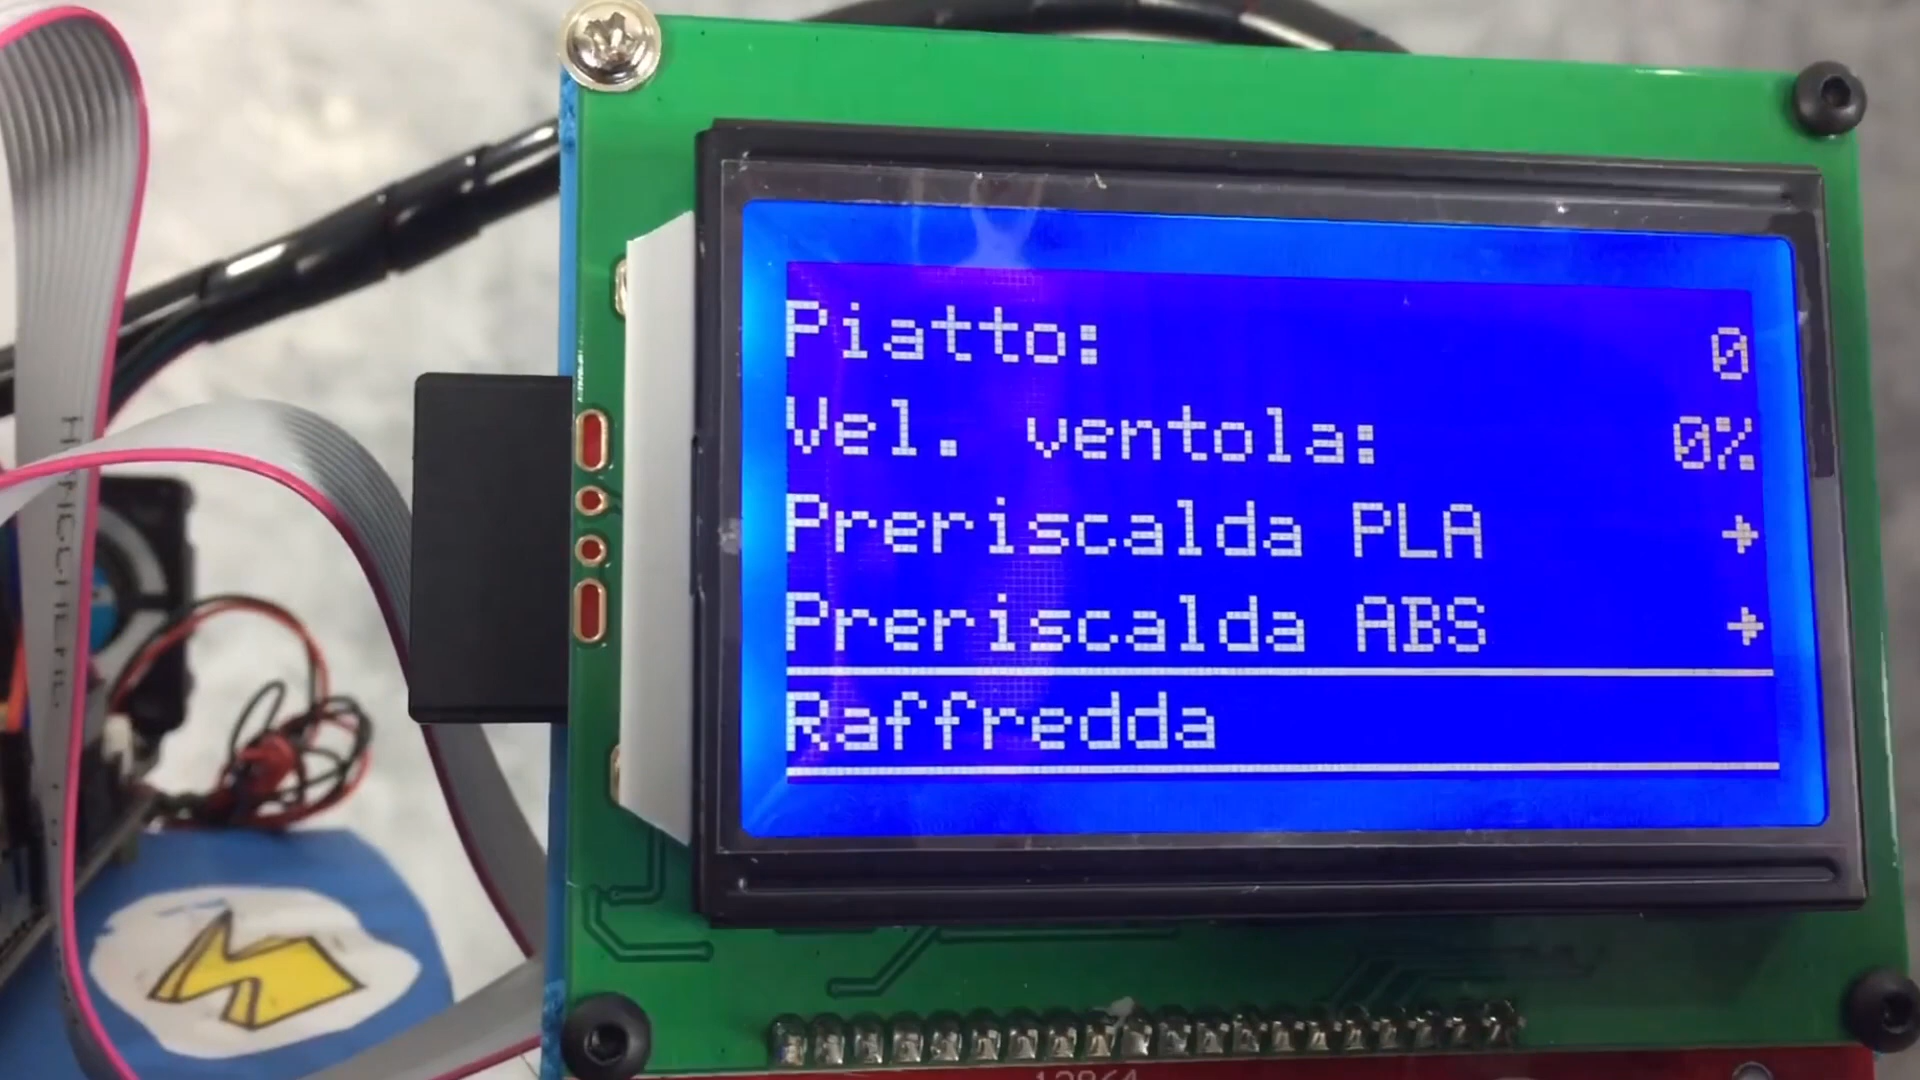 Piatto: 0
Vel. ventola: 0%
Preriscalda PLA →
Preriscalda ABS →
Raffredda